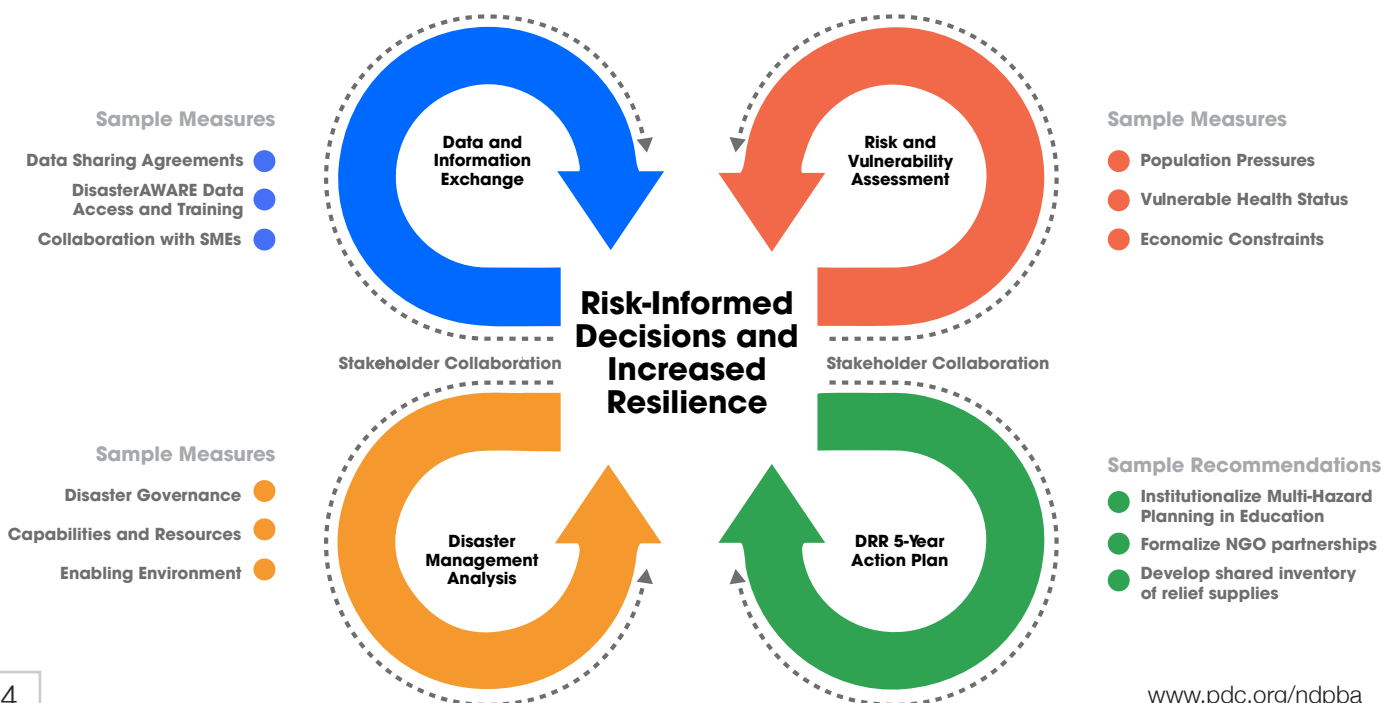 Sample Measures
Data Sharing Agreements
DisasterAWARE Data
Access and Training
Collaboration with SMEs
Data and
Information
Exchange
Risk and
Vulnerability
Assessment
Sample Measures
Population Pressures
Vulnerable Health Status
Economic Constraints
Risk-Informed
Decisions and
Increased
Resilience
Stakeholder Collaboration
Stakeholder Collaboration
Sample Measures
Disaster Governance
Capabilities and Resources
Enabling Environment
Disaster
Management
Analysis
DRR 5-Year
Action Plan
Sample Recommendations
Institutionalize Multi-Hazard
Planning in Education
Formalize NGO partnerships
Develop shared inventory
of relief supplies
4
www.pdc.org/ndpba